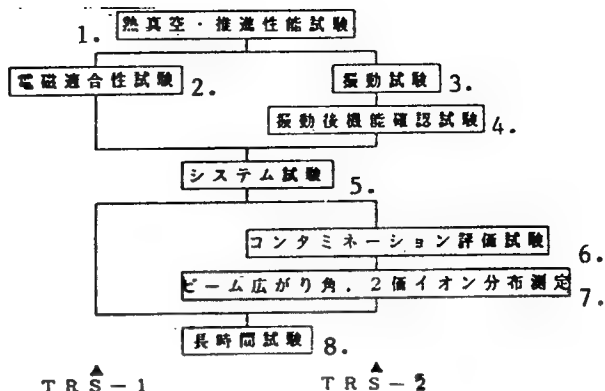 1. 熱真空・推進性能試験
電磁適合性試験 2.
振動試験 3.
振動後機能確認試験 4.
システム試験 5.
コンタミネーション評価試験 6.
ビーム広がり角．2価イオン分布測定 7.
長時間試験 8.
TRS-1 TRS-2